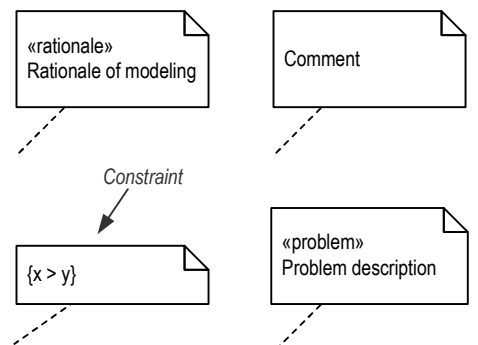 «rationale»
Rationale of modeling
Comment
Constraint
{x > y}
«problem»
Problem description